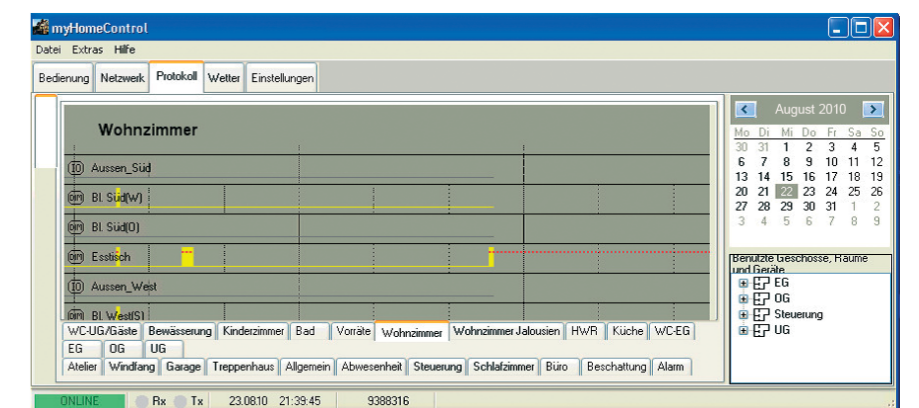 myHomeControl
Datei Extras Hilfe
Bedienung Netzwerk Protokoll Wetter Einstellungen
Wohnzimmer
IO Aussen_Süd
DIM Bl. Süd(W)
DIM Bl. Süd(O)
DIM Esstisch
IO Aussen_West
DIM Bl. West(S)
WC-UG/Gäste Bewässerung Kinderzimmer Bad Vorräte Wohnzimmer Wohnzimmer Jalousien HWR Küche WC-EG
EG OG UG
Atelier Windfang Garage Treppenhaus Allgemein Abwesenheit Steuerung Schlafzimmer Büro Beschattung Alarm
August 2010
Mo Di Mi Do Fr Sa So
30 31 1 2 3 4 5
6 7 8 9 10 11 12
13 14 15 16 17 18 19
20 21 22 23 24 25 26
27 28 29 30 31 1 2
3 4 5 6 7 8 9
Benutzte Geschosse, Räume
und Geräte
EG
OG
Steuerung
UG
ONLINE Rx Tx 23.08.10 21:39:45 9388316